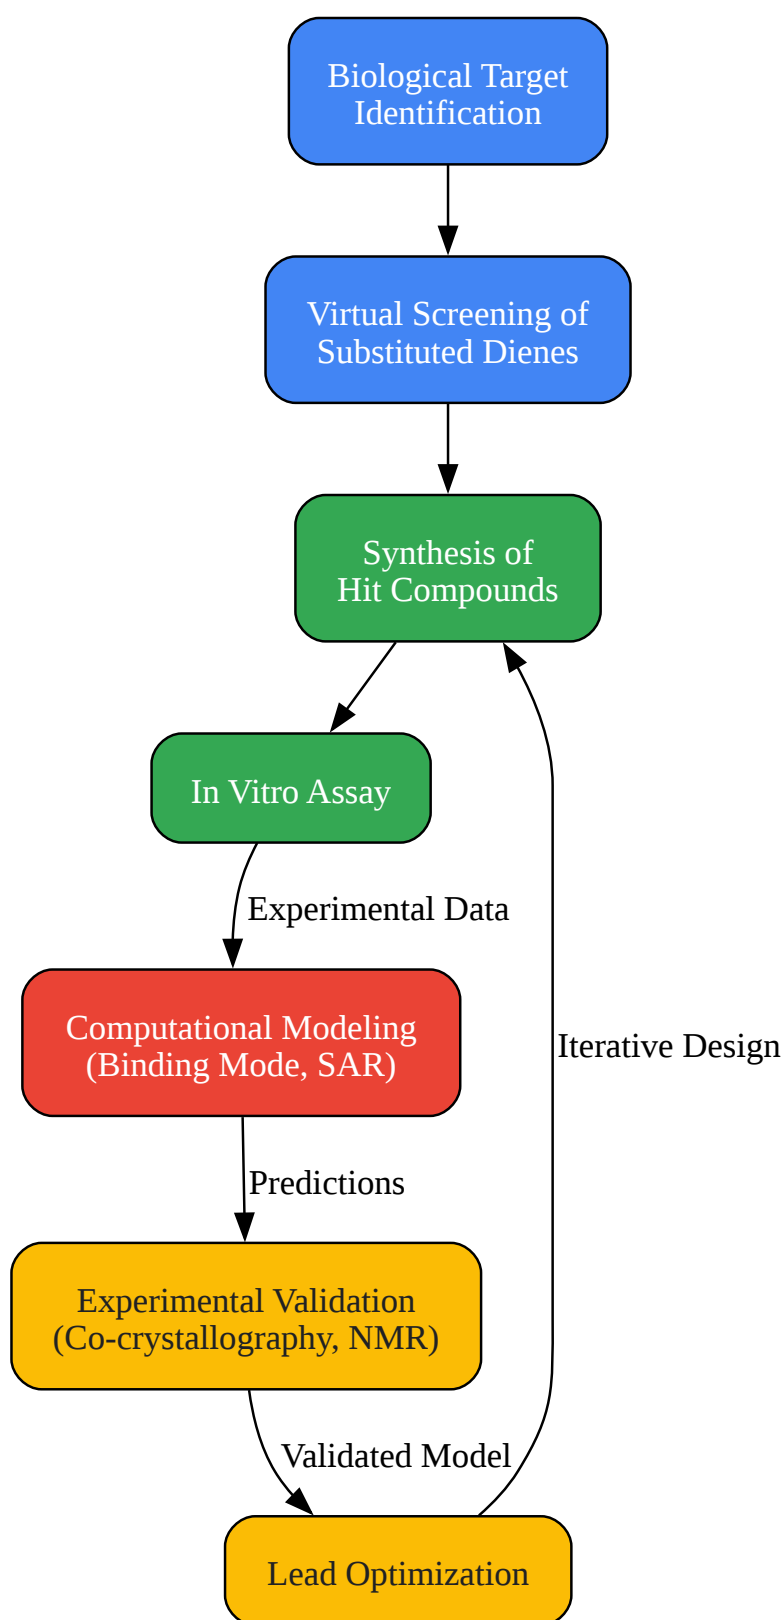 Biological Target
Identification
Virtual Screening of
Substituted Dienes
Synthesis of
Hit Compounds
In Vitro Assay
Experimental Data
Computational Modeling
(Binding Mode, SAR)
Iterative Design
Predictions
Experimental Validation
(Co-crystallography, NMR)
Validated Model
Lead Optimization